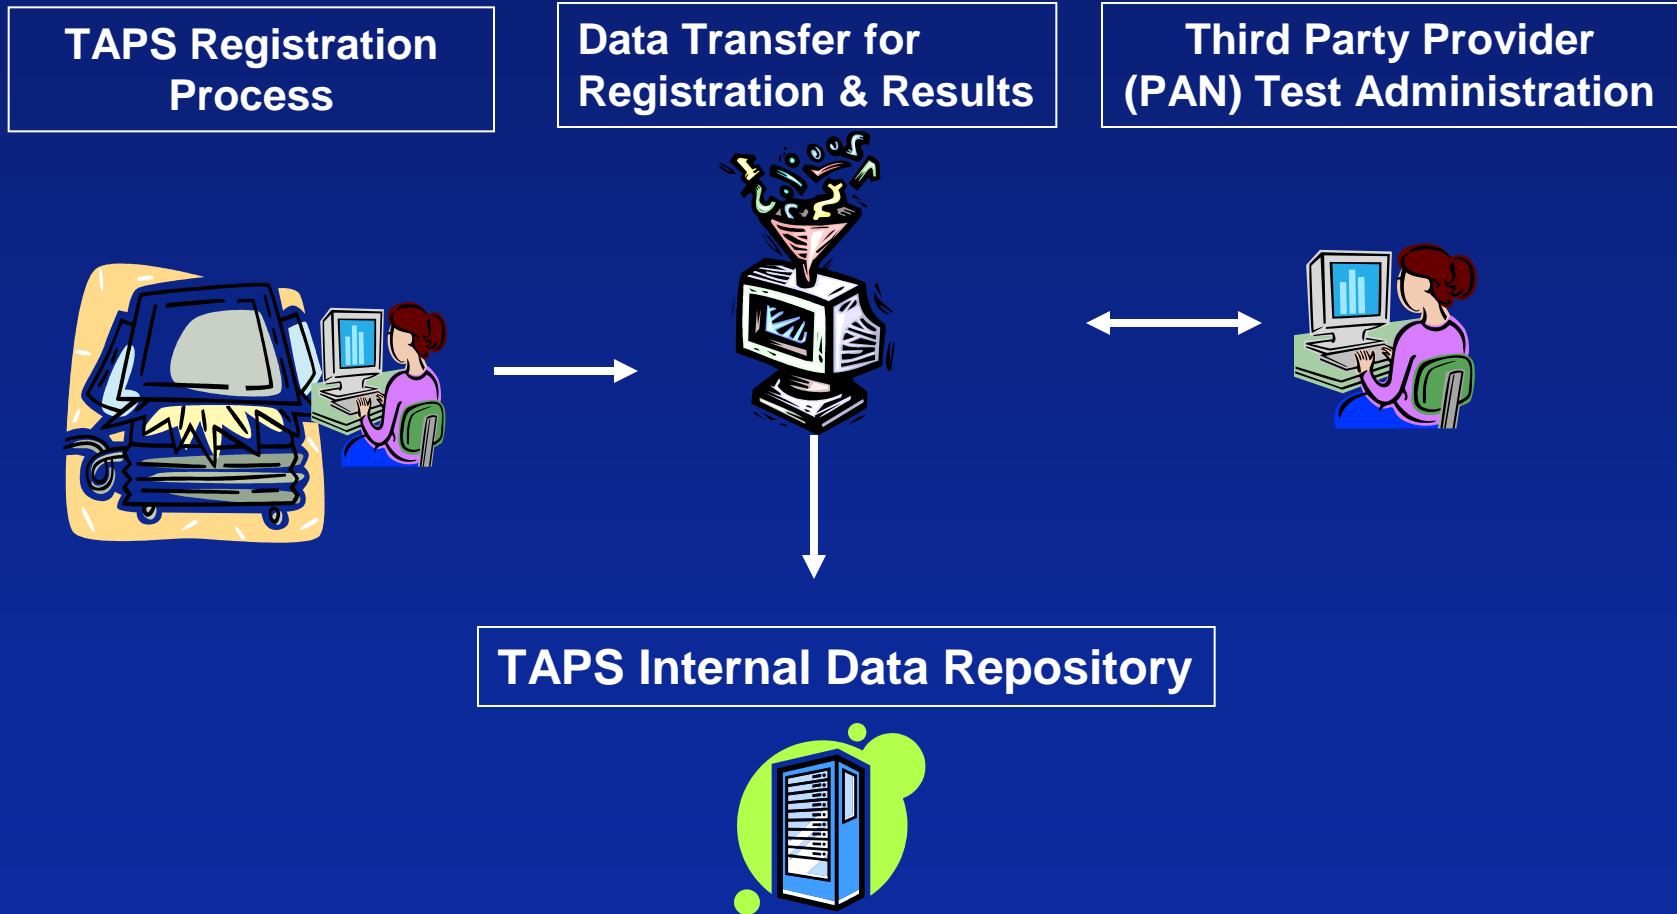 TAPS Registration
Process
Data Transfer for
Registration & Results
Third Party Provider
(PAN) Test Administration
TAPS Internal Data Repository